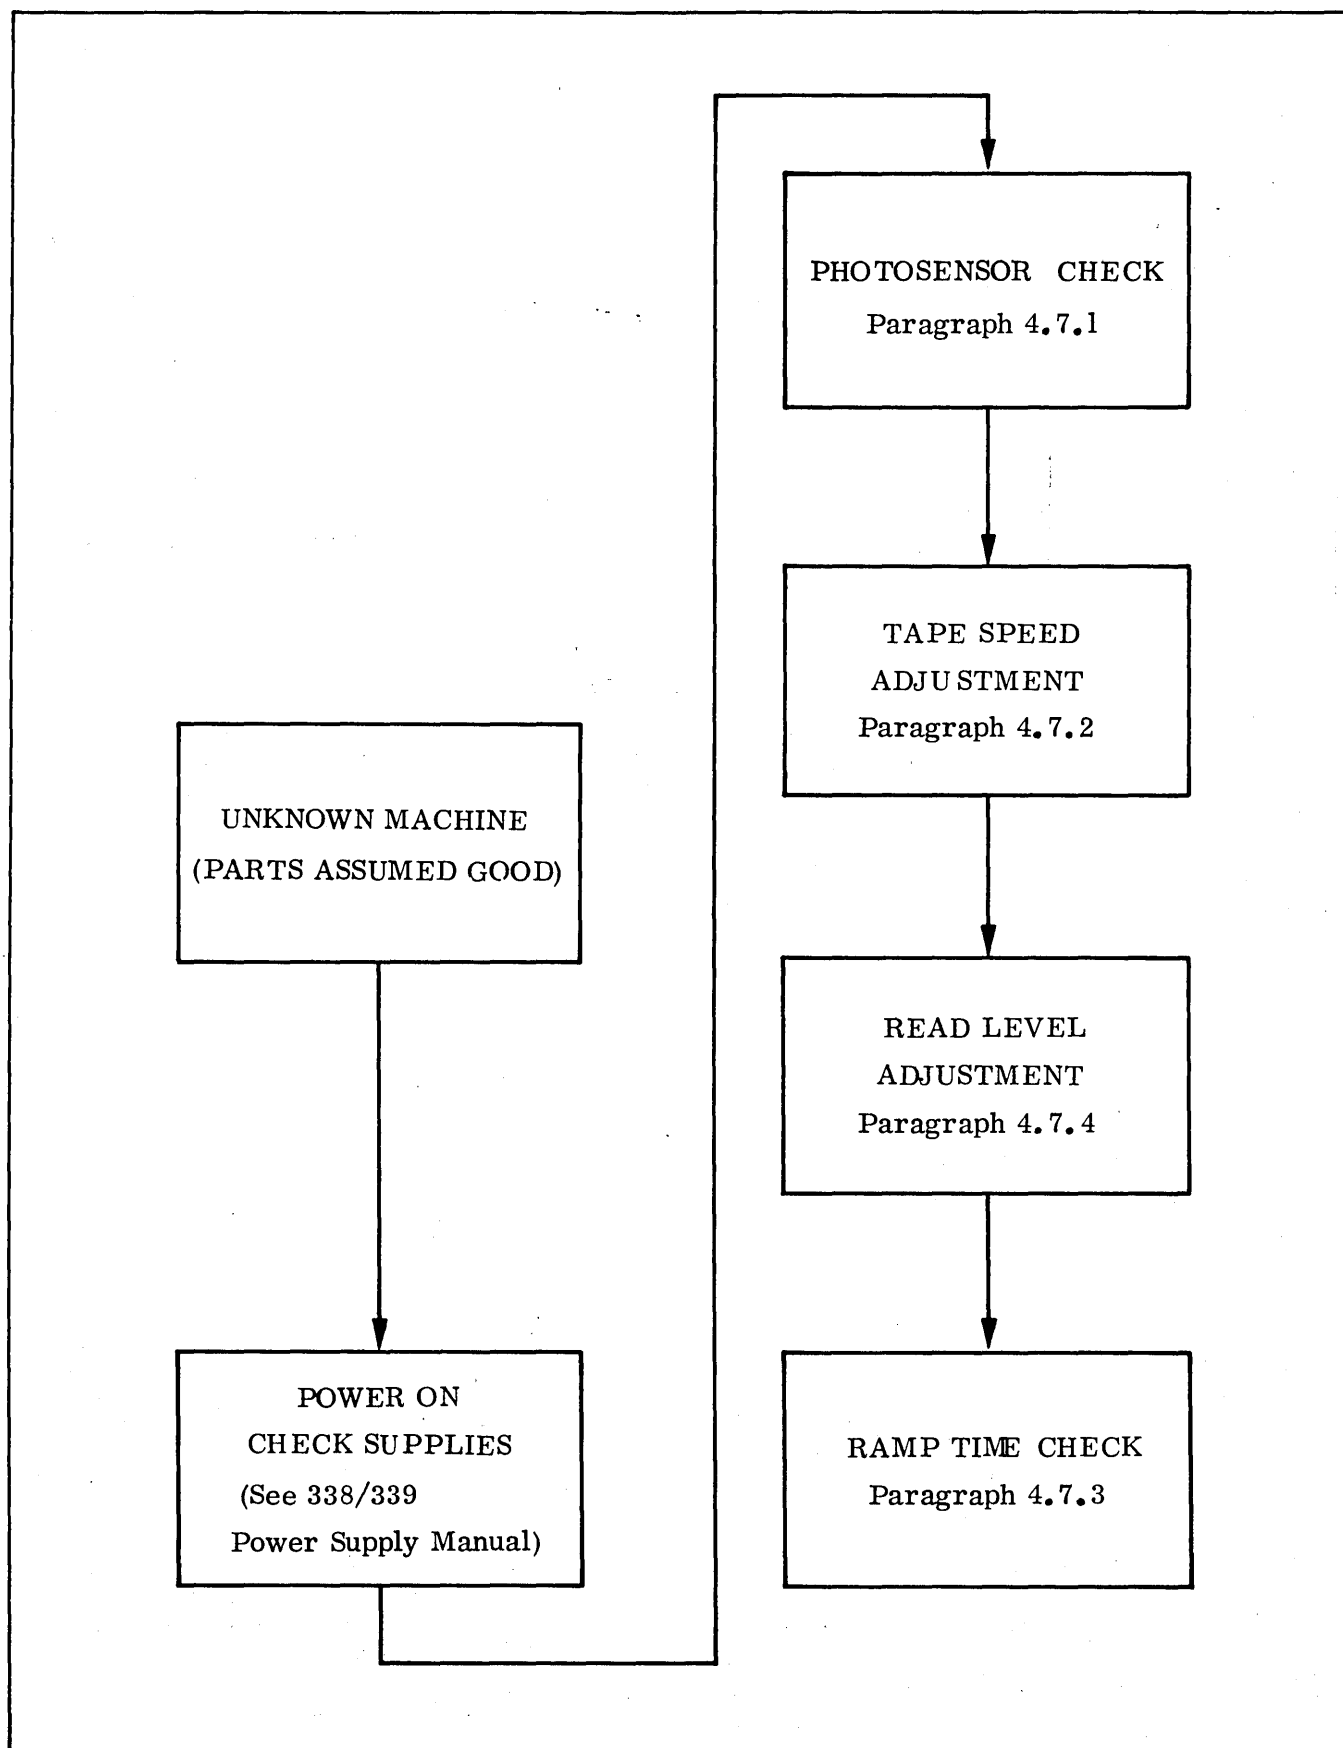 UNKNOWN MACHINE
(PARTS ASSUMED GOOD)
POWER ON
CHECK SUPPLIES
(See 338/339
Power Supply Manual)
PHOTOSENSOR CHECK
Paragraph 4.7.1
TAPE SPEED
ADJUSTMENT
Paragraph 4.7.2
READ LEVEL
ADJUSTMENT
Paragraph 4.7.4
RAMP TIME CHECK
Paragraph 4.7.3